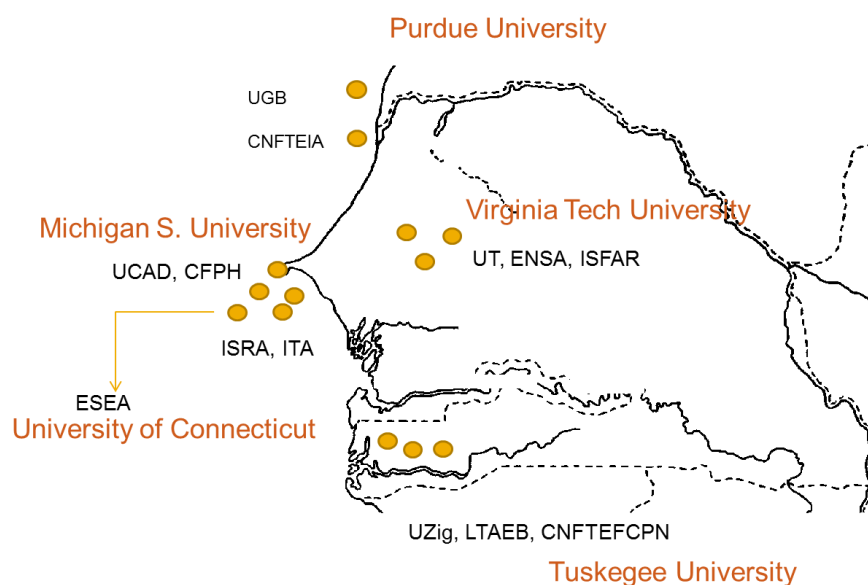 Purdue University
UGB
CNFTEIA
Michigan S. University
Virginia Tech University
UCAD, CFPH
UT, ENSA, ISFAR
ISRA, ITA
ESEA
University of Connecticut
UZig, LTAEB, CNFTEFCPN
Tuskegee University